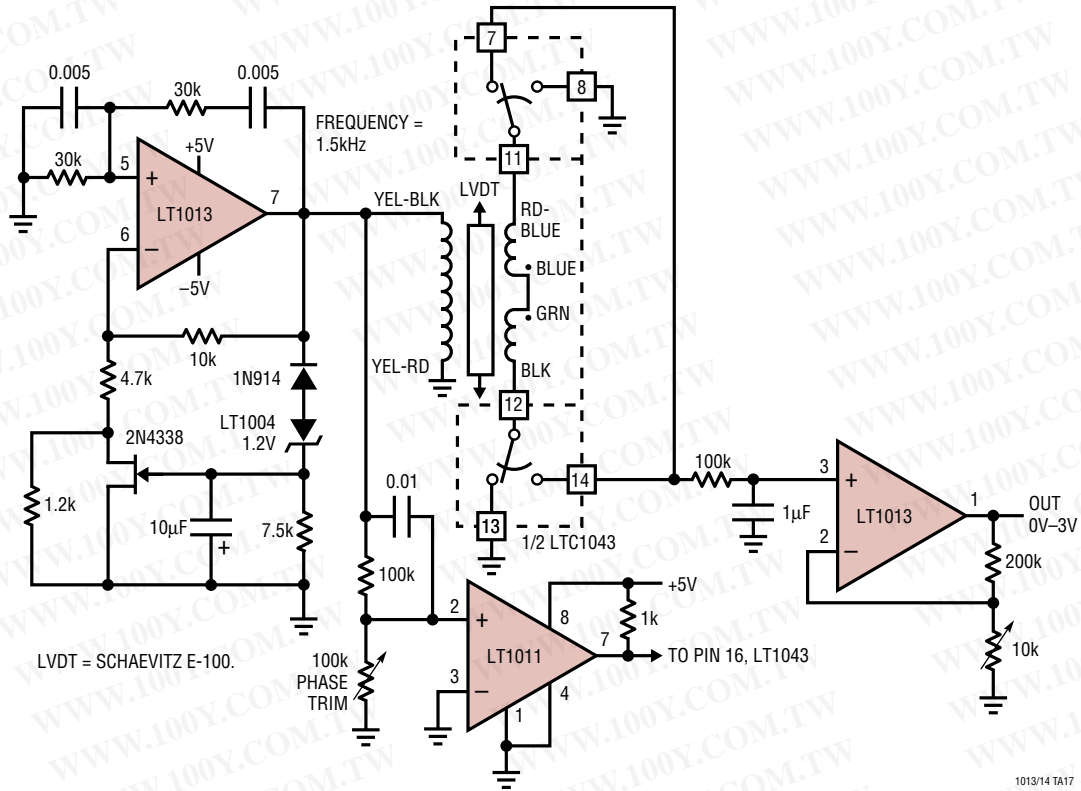 7
8
0.005
0.005
30k
FREQUENCY =
1.5kHz
30k
+5V
5
+
LT1013
7
6
–
–5V
11
YEL-BLK
LVDT
RD-
BLUE
BLUE
GRN
BLK
YEL-RD
10k
1N914
4.7k
LT1004
1.2V
2N4338
12
14
13
1/2 LTC1043
0.01
1.2k
10µF
+
7.5k
100k
100k
1µF
3
+
LT1013
1
2
–
OUT
0V–3V
200k
10k
+5V
1k
2
+
8
LT1011
7
TO PIN 16, LT1043
3
–
4
1
100k
PHASE
TRIM
LVDT = SCHAEVITZ E-100.
1013/14 TA17
WWW.100Y.COM.TW